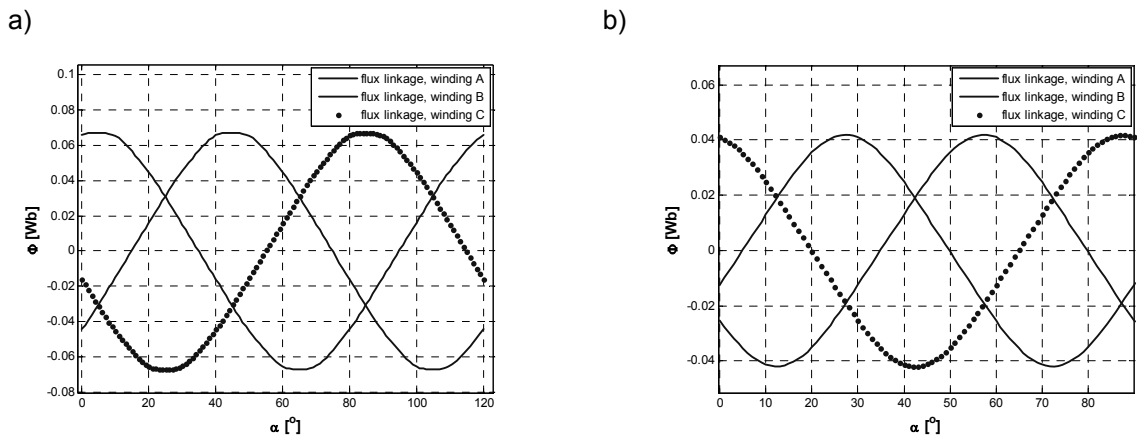 a)
flux linkage, winding A
flux linkage, winding B
flux linkage, winding C
0.1
0.08
0.06
0.04
0.02
0
-0.02
-0.04
-0.06
-0.08
Φ [Wb]
0
20
40
60
80
100
120
α [o]
b)
flux linkage, winding A
flux linkage, winding B
flux linkage, winding C
0.06
0.04
0.02
0
-0.02
-0.04
Φ [Wb]
0
10
20
30
40
50
60
70
80
α [o]